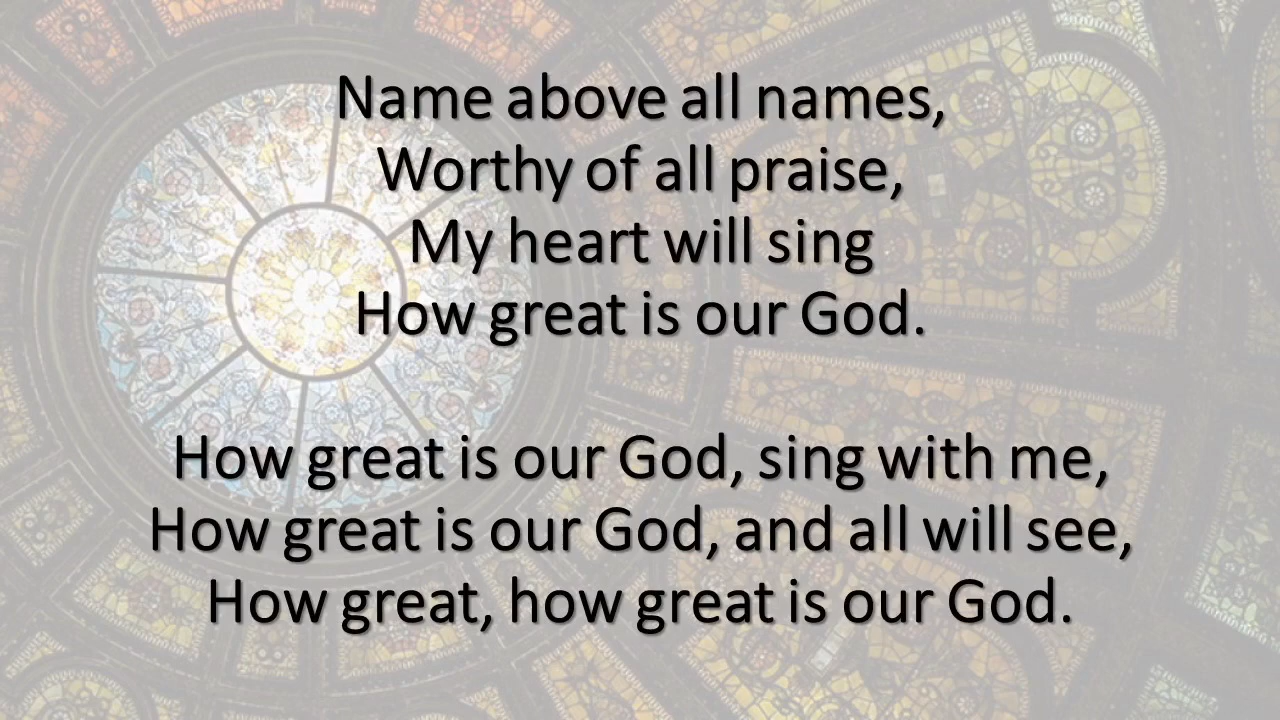 Name above all names,
Worthy of all praise,
My heart will sing
How great is our God.
How great is our God, sing with me,
How great is our God, and all will see,
How great, how great is our God.